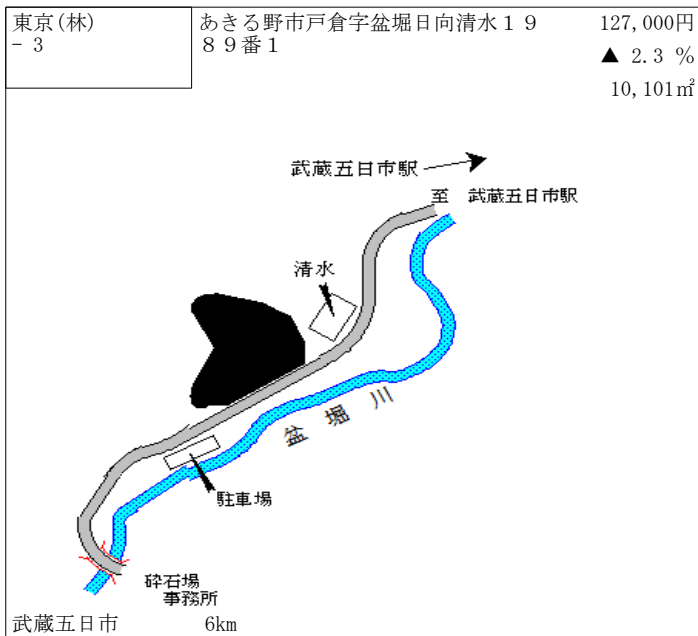 東京(林)
－３
あきる野市戸倉字盆堀日向清水１９
８９番１
127,000円
▲ 2.3 %
10,101㎡
武蔵五日市駅
至 武蔵五日市駅
清水
盆堀川
駐車場
砕石場
事務所
武蔵五日市 6km